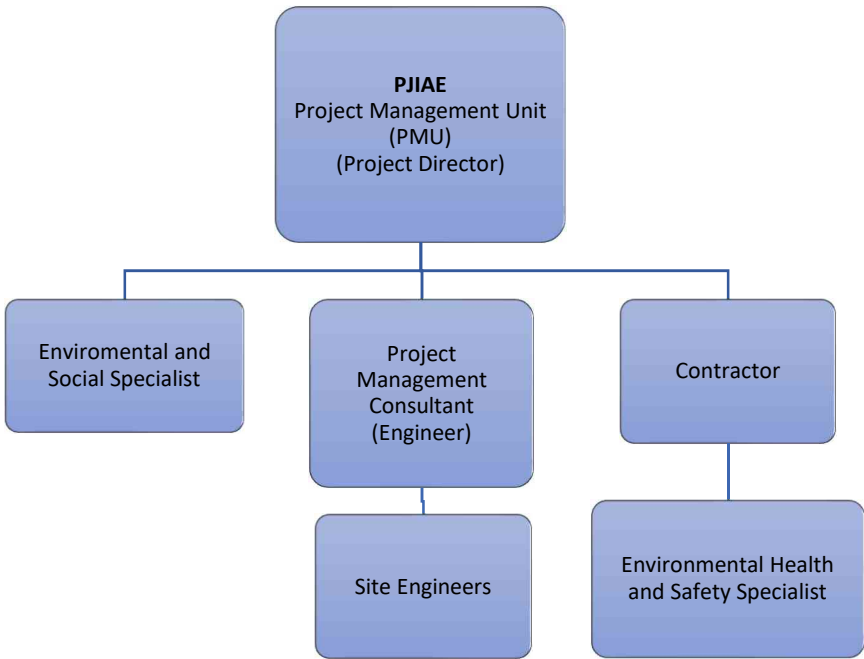 PJIAE
Project Management Unit
(PMU)
(Project Director)
Enviromental and
Social Specialist
Project
Management
Consultant
(Engineer)
Contractor
Site Engineers
Environmental Health
and Safety Specialist